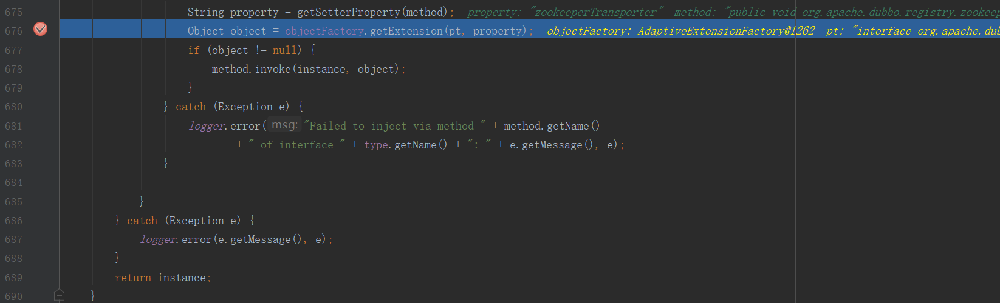 675 String property = getSetterProperty(method); property: "zookeeperTransporter" method: "public void org.apache.dubbo.registry.zookeep
676 Object object = objectFactory.getExtension(pt, property); objectFactory: AdaptiveExtensionFactory@1262 pt: "interface org.apache.dub
677 if (object != null) {
678 method.invoke(instance, object);
679 }
680 } catch (Exception e) {
681 logger.error( msg: "Failed to inject via method " + method.getName()
682 + " of interface " + type.getName() + ": " + e.getMessage(), e);
683 }
684
685 }
686 } catch (Exception e) {
687 logger.error(e.getMessage(), e);
688 }
689 return instance;
690 }